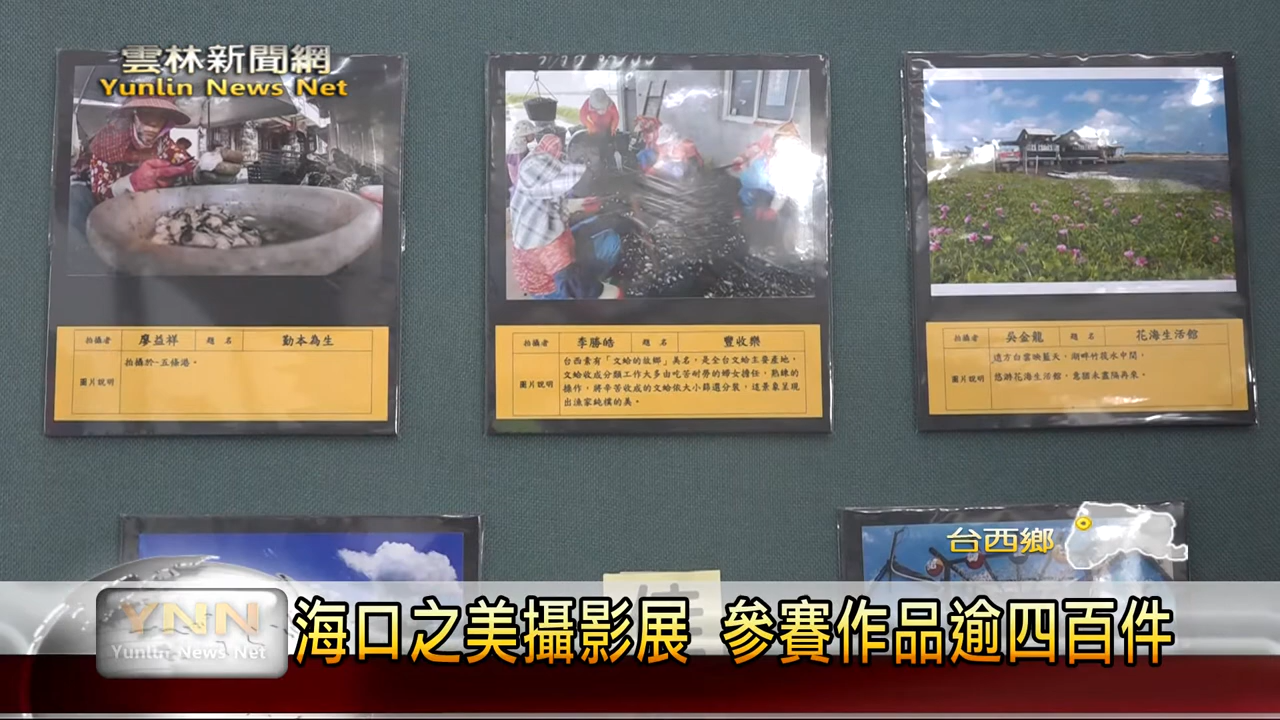 雲林新聞網
Yunlin News Net
拍攝者 廖益祥 題名 勤本為生
圖片說明 拍攝於-五條港。
拍攝者 李勝皓 題名 豐收樂
圖片說明
台西素有「文蛤的故鄉」美名，是全台文蛤主要產地，
文蛤收成分類工作大多由吃苦耐勞的婦女擔任，熟練的
操作，將辛苦收成的文蛤依大小篩選分裝，這景象呈現
出漁家純樸的美。
拍攝者 吳金龍 題名 花海生活館
圖片說明
遠方白雲映藍天，湖畔竹筏水中間，
悠游花海生活館，意猶未盡隔再來。
台西鄉
YNN
Yunlin News Net
海口之美攝影展 參賽作品逾四百件